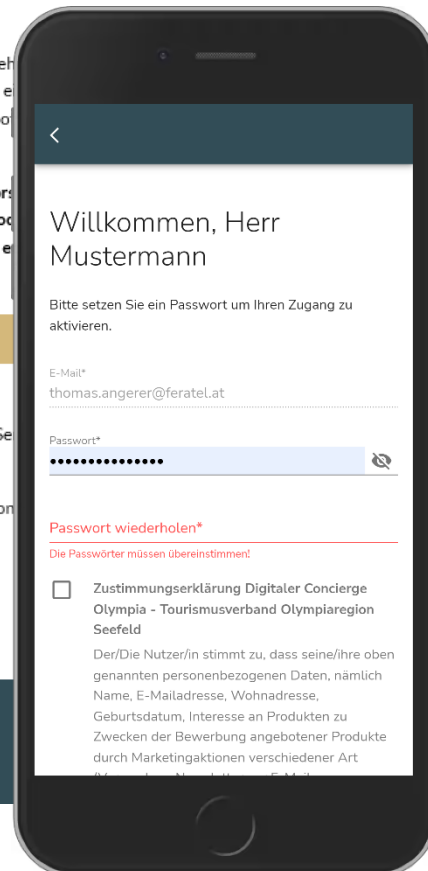 Willkommen, Herr
Mustermann
Bitte setzen Sie ein Passwort um Ihren Zugang zu
aktivieren.
E-Mail*
thomas.angerer@feratel.at
Passwort*
•••••••••••••••
Passwort wiederholen*
Die Passwörter müssen übereinstimmen!
Zustimmungserklärung Digitaler Concierge
Olympia - Tourismusverband Olympiaregion
Seefeld
Der/Die Nutzer/in stimmt zu, dass seine/ihre oben
genannten personenbezogenen Daten, nämlich
Name, E-Mailadresse, Wohnadresse,
Geburtsdatum, Interesse an Produkten zu
Zwecken der Bewerbung angebotener Produkte
durch Marketingaktionen verschiedener Art